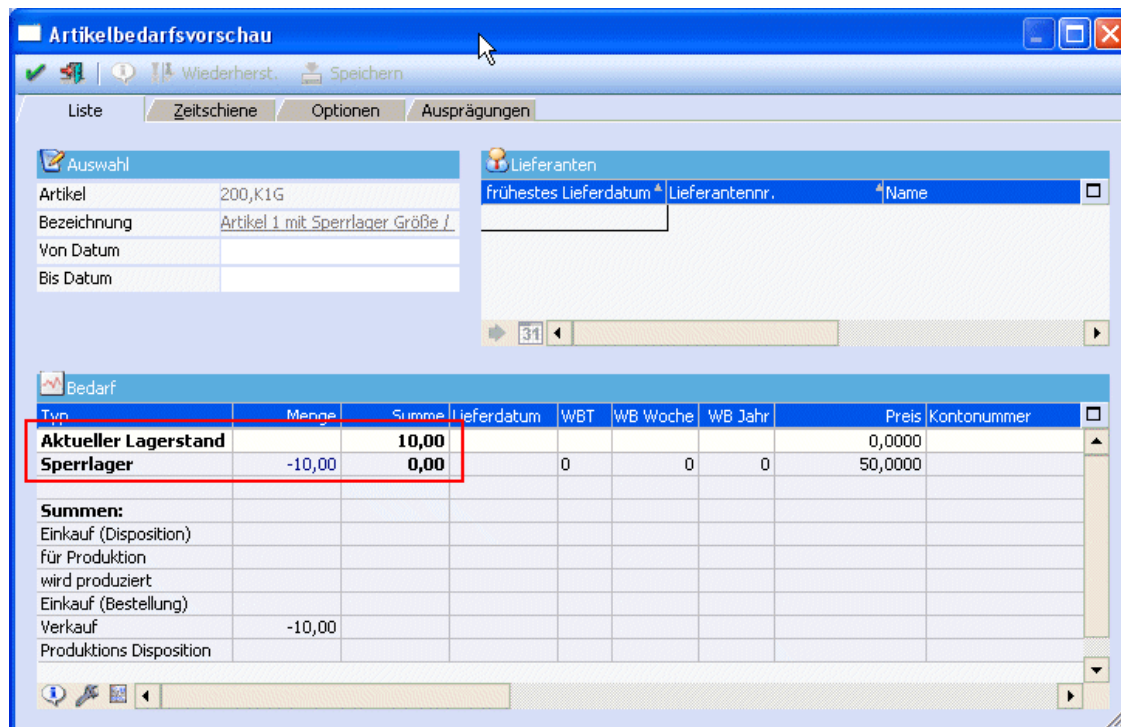 Artikelbedarfsvorschau
Wiederherst. Speichern
Liste Zeitschiene Optionen Ausprägungen
Auswahl
Artikel 200,K1G
Bezeichnung Artikel 1 mit Sperrlager Größe /
Von Datum
Bis Datum
Lieferanten
frühestes Lieferdatum Lieferantennr. Name
31
Bedarf
Typ Menge Summe Lieferdatum WBT WB Woche WB Jahr Preis Kontonummer
Aktueller Lagerstand 10,00 0,0000
Sperrlager -10,00 0,00 0 0 0 50,0000
Summen:
Einkauf (Disposition)
für Produktion
wird produziert
Einkauf (Bestellung)
Verkauf -10,00
Produktions Disposition